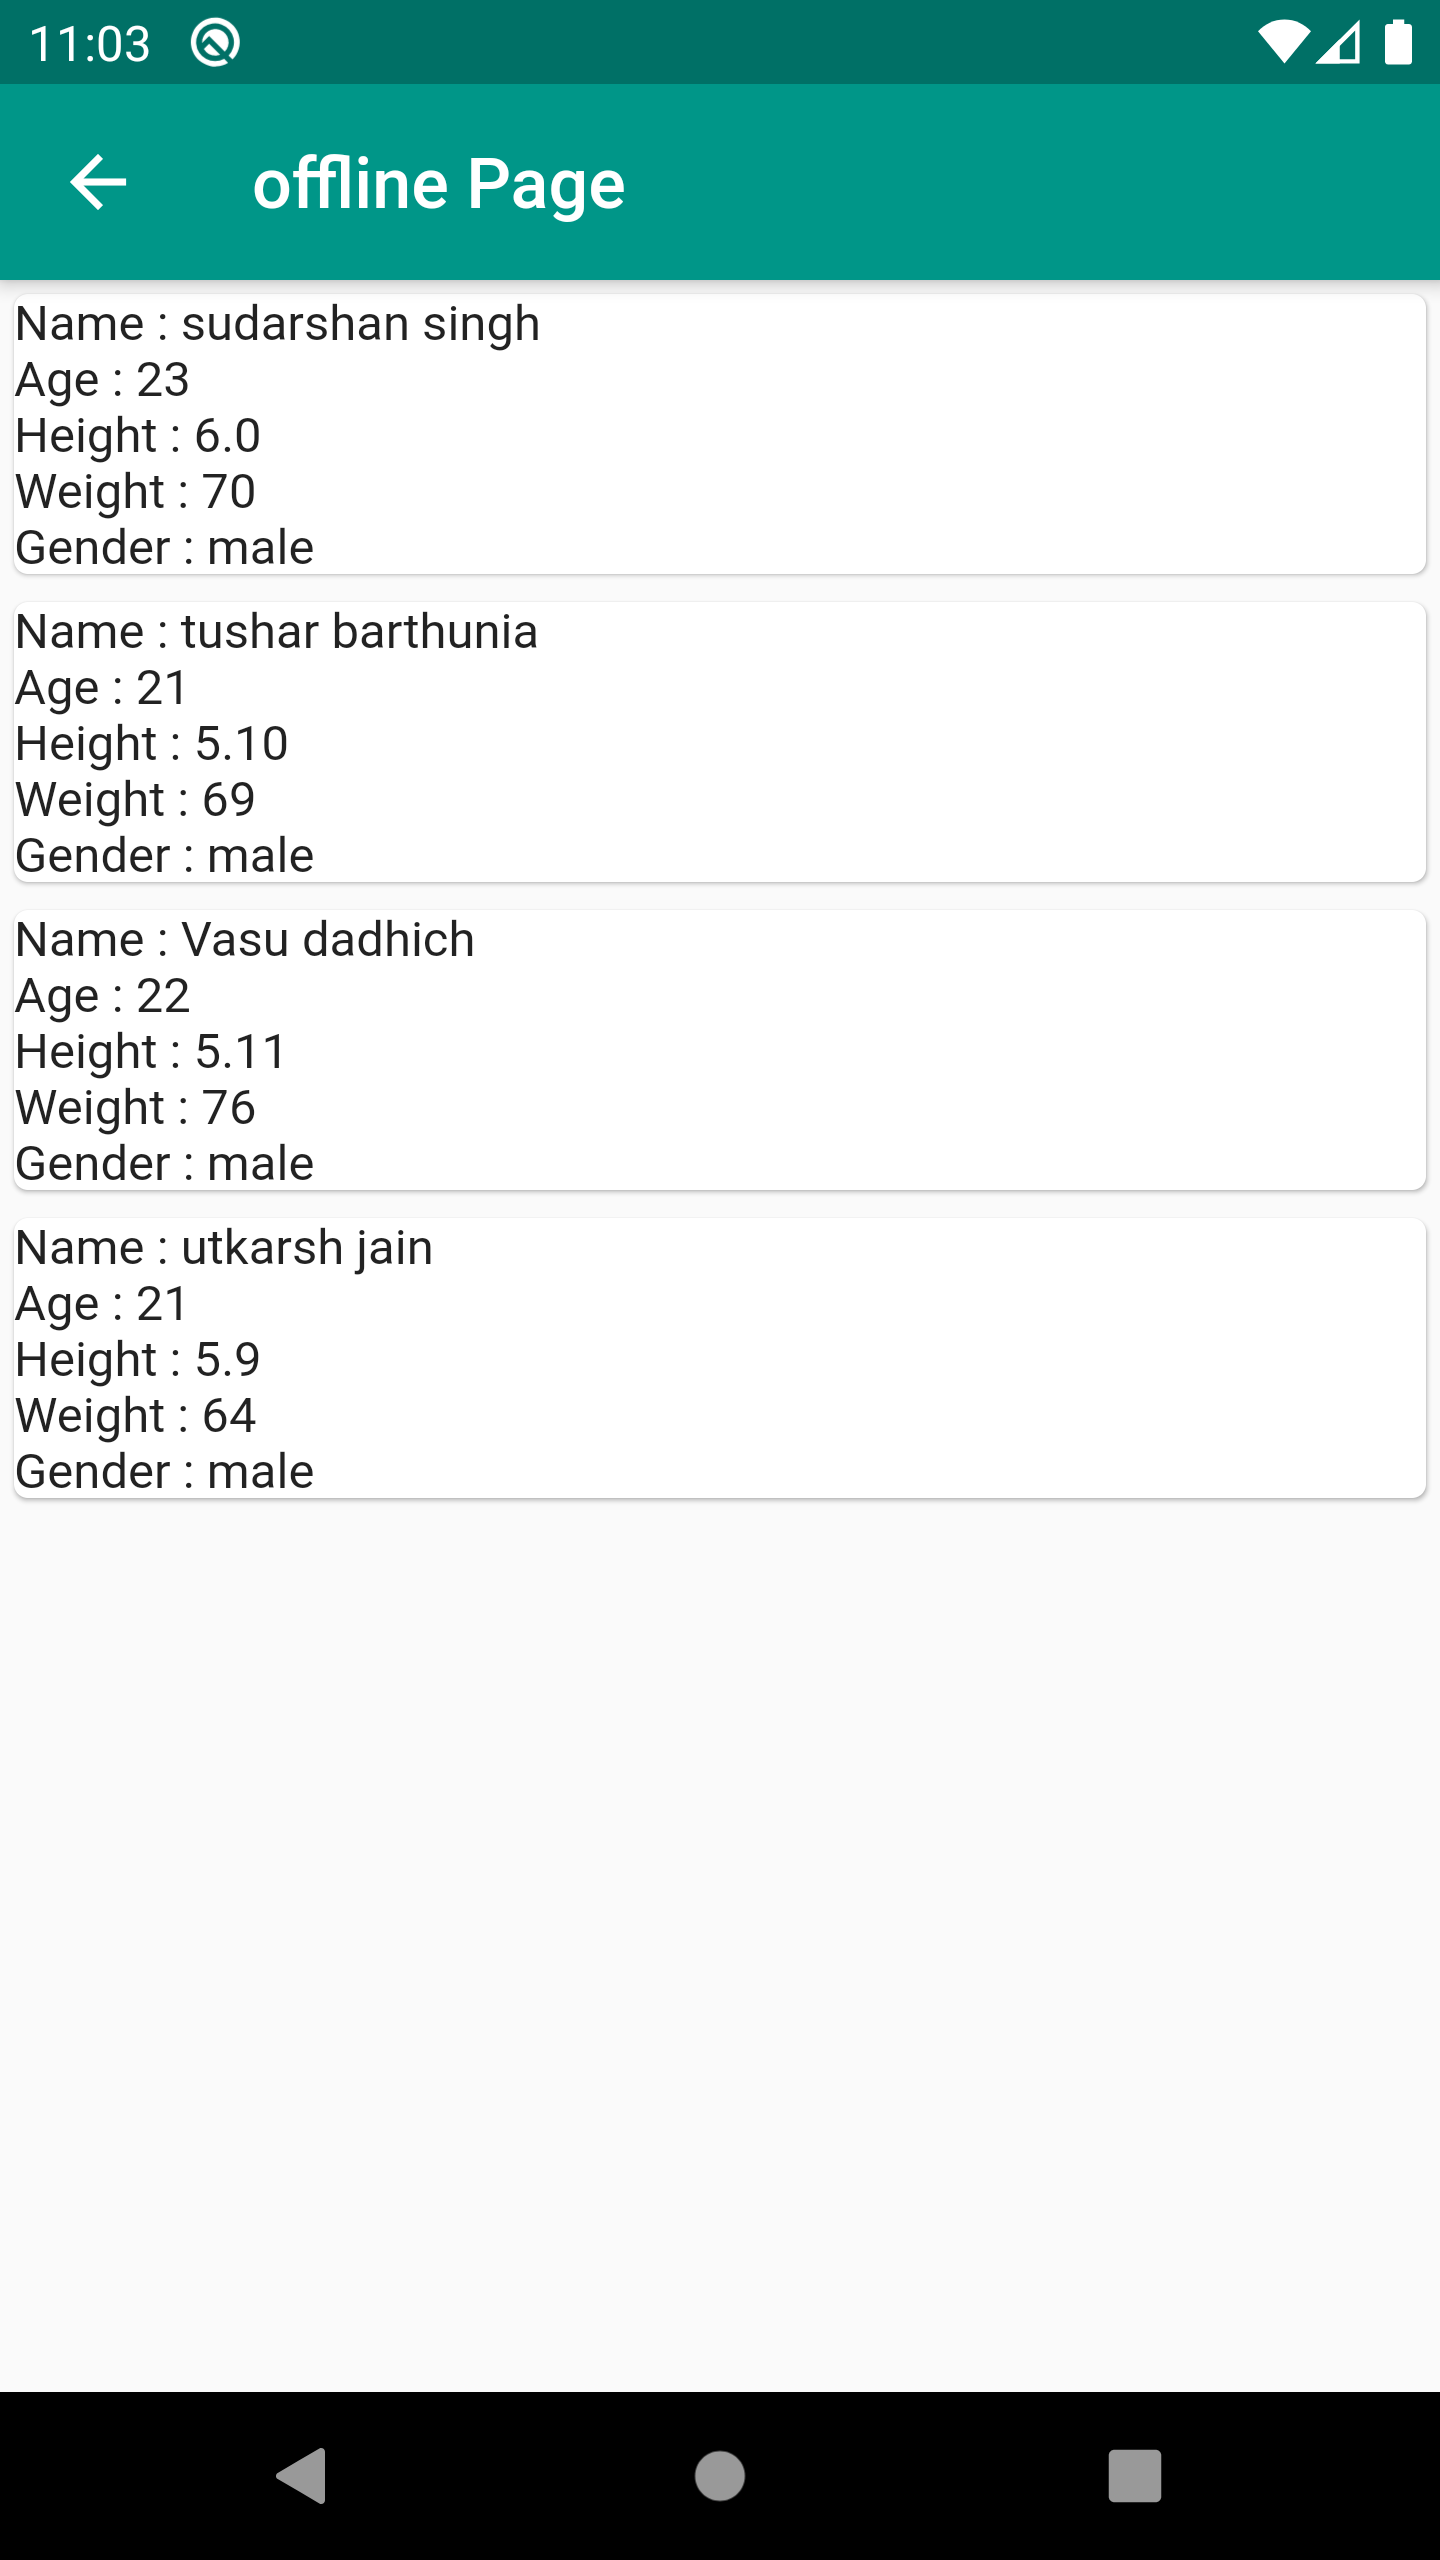 11:03
offline Page
Name : sudarshan singh
Age : 23
Height : 6.0
Weight : 70
Gender : male
Name : tushar barthunia
Age : 21
Height : 5.10
Weight : 69
Gender : male
Name : Vasu dadhich
Age : 22
Height : 5.11
Weight : 76
Gender : male
Name : utkarsh jain
Age : 21
Height : 5.9
Weight : 64
Gender : male